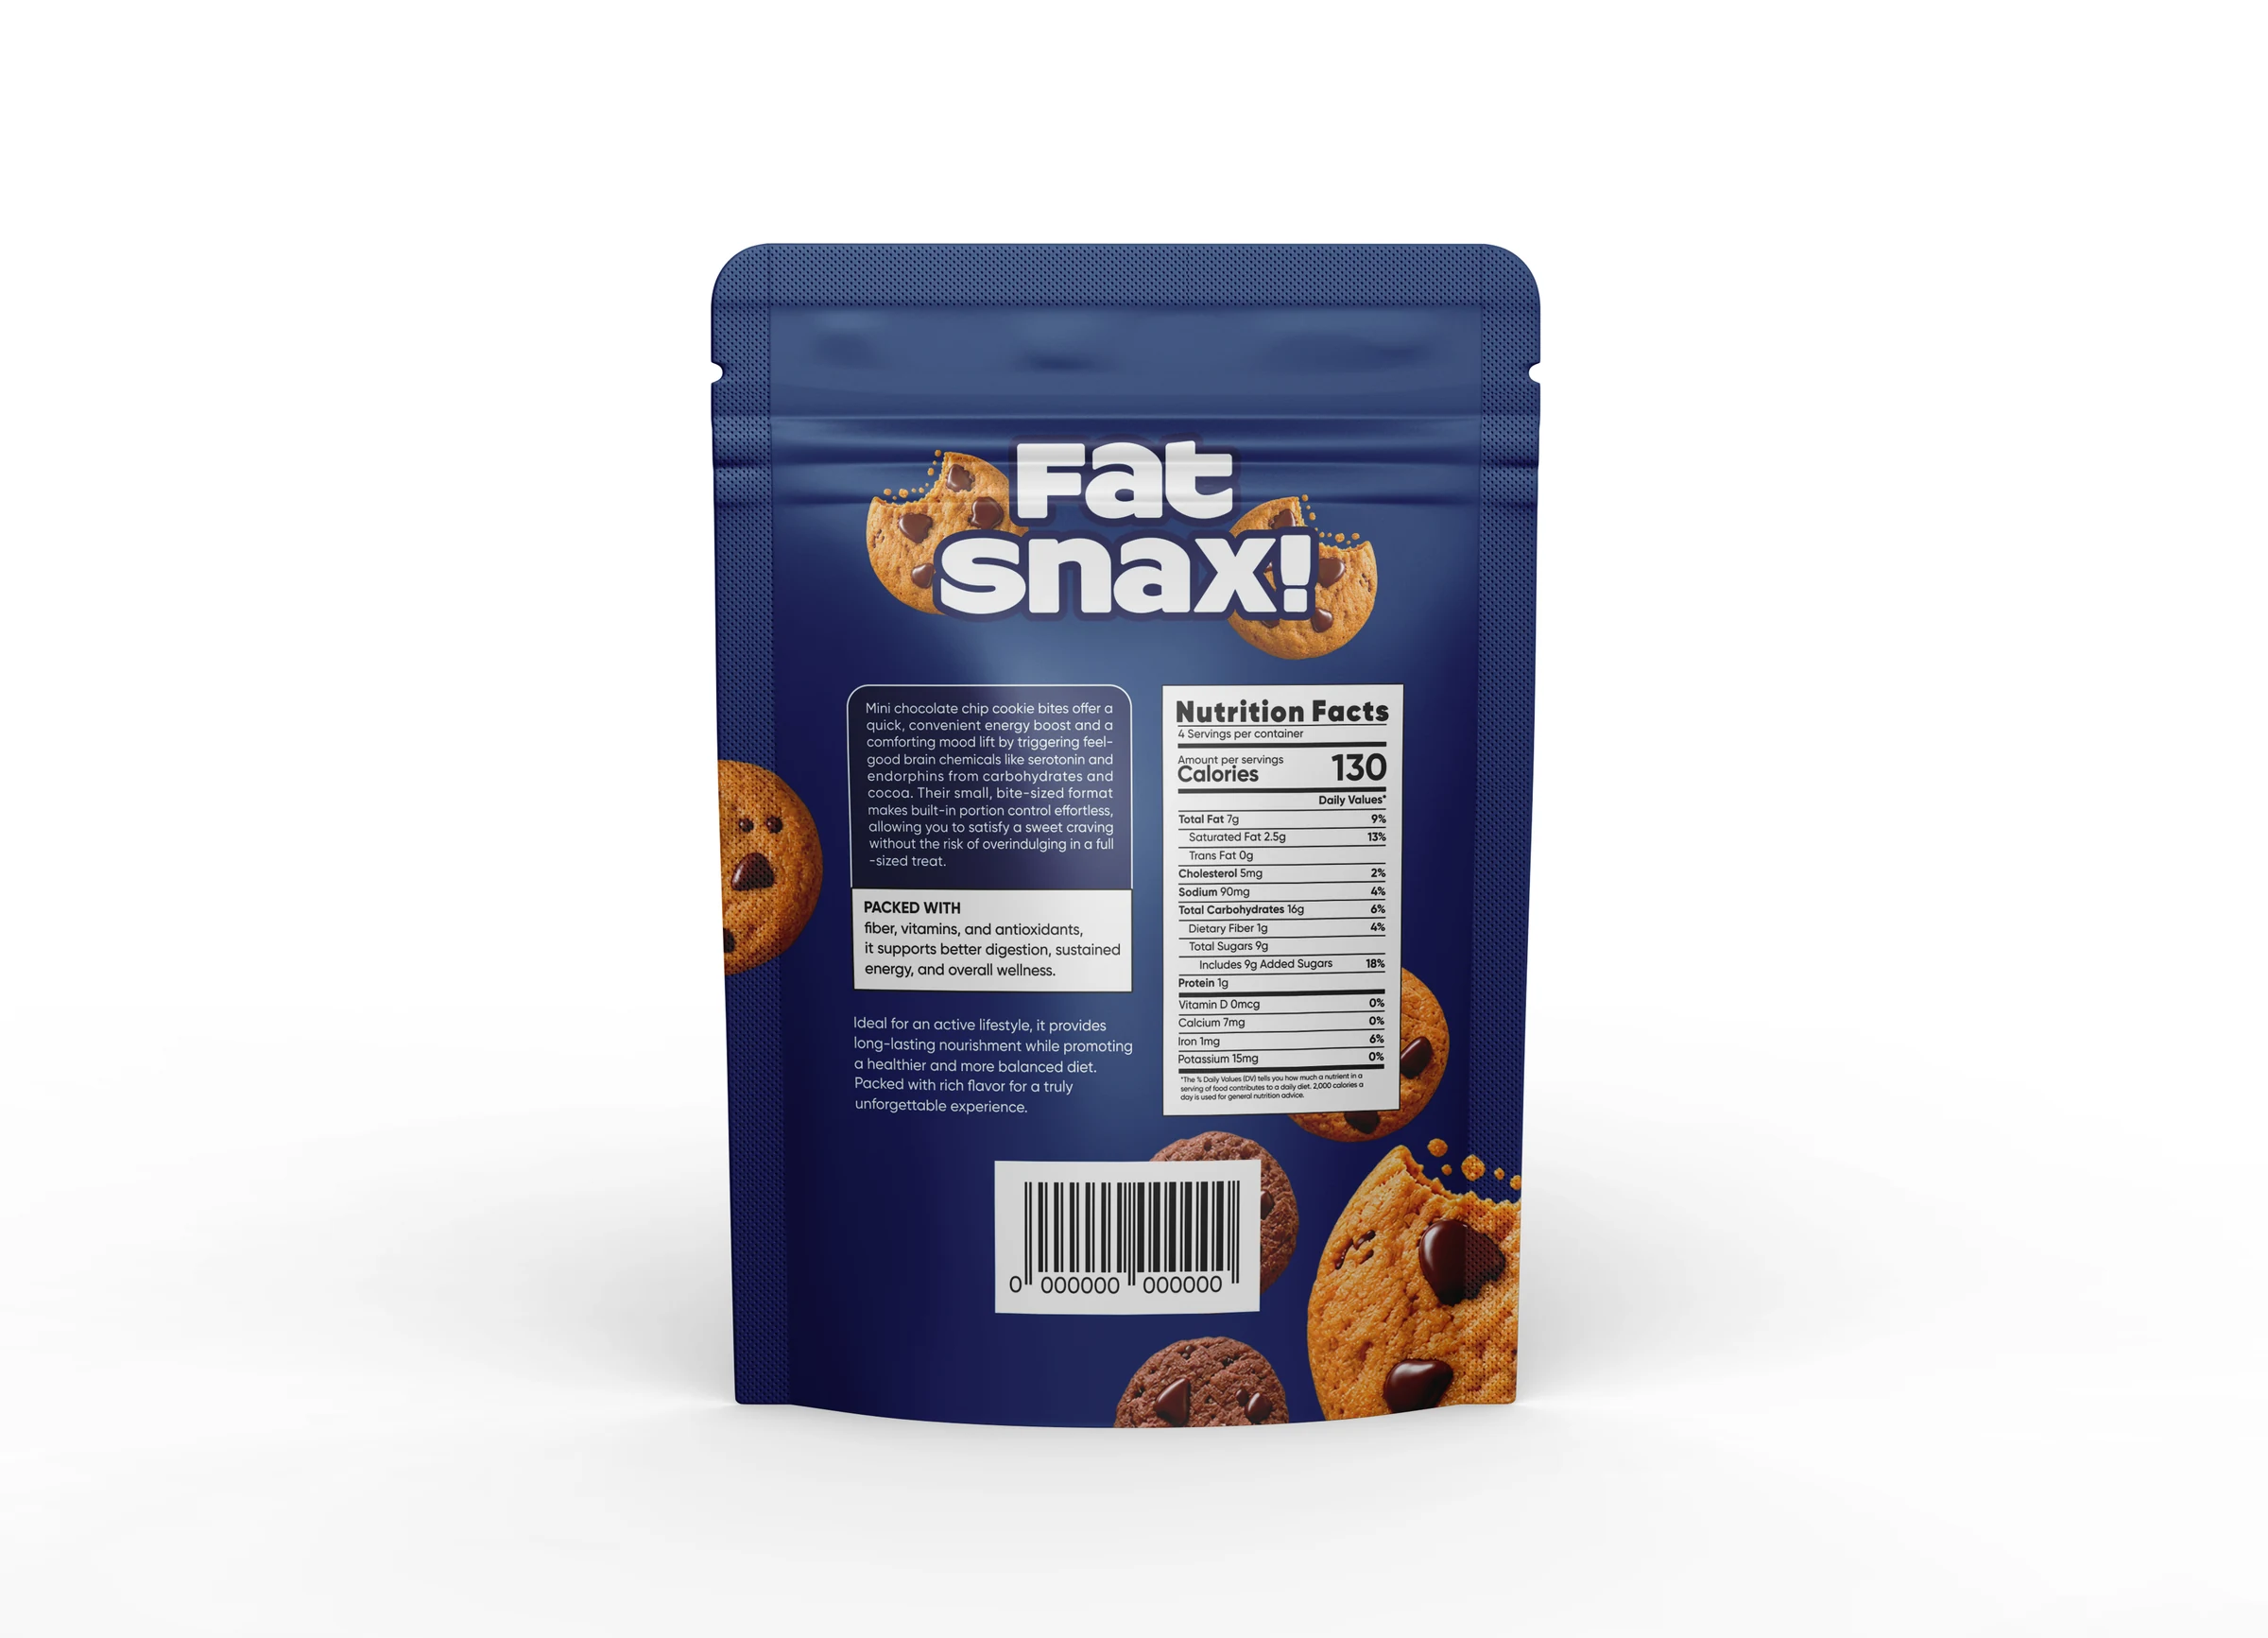 Fat
snax!
Mini chocolate chip cookie bites offer a
quick, convenient energy boost and a
comforting mood lift by triggering feel-
good brain chemicals like serotonin and
endorphins from carbohydrates and
cocoa. Their small, bite-sized format
makes built-in portion control effortless,
allowing you to satisfy a sweet craving
without the risk of overindulging in a full
-sized treat.
PACKED WITH
fiber, vitamins, and antioxidants,
it supports better digestion, sustained
energy, and overall wellness.
Ideal for an active lifestyle, it provides
long-lasting nourishment while promoting
a healthier and more balanced diet.
Packed with rich flavor for a truly
unforgettable experience.
Nutrition Facts
4 Servings per container
Amount per servings
Calories 130
Daily Values*
Total Fat 7g 9%
Saturated Fat 2.5g 13%
Trans Fat 0g
Cholesterol 5mg 2%
Sodium 90mg 4%
Total Carbohydrates 16g 6%
Dietary Fiber 1g 4%
Total Sugars 9g
Includes 9g Added Sugars 18%
Protein 1g
Vitamin D 0mcg 0%
Calcium 7mg 0%
Iron 1mg 6%
Potassium 15mg 0%
*The % Daily Values (DV) tells you how much a nutrient in a
serving of food contributes to a daily diet. 2,000 calories a
day is used for general nutrition advice.
0 000000 000000